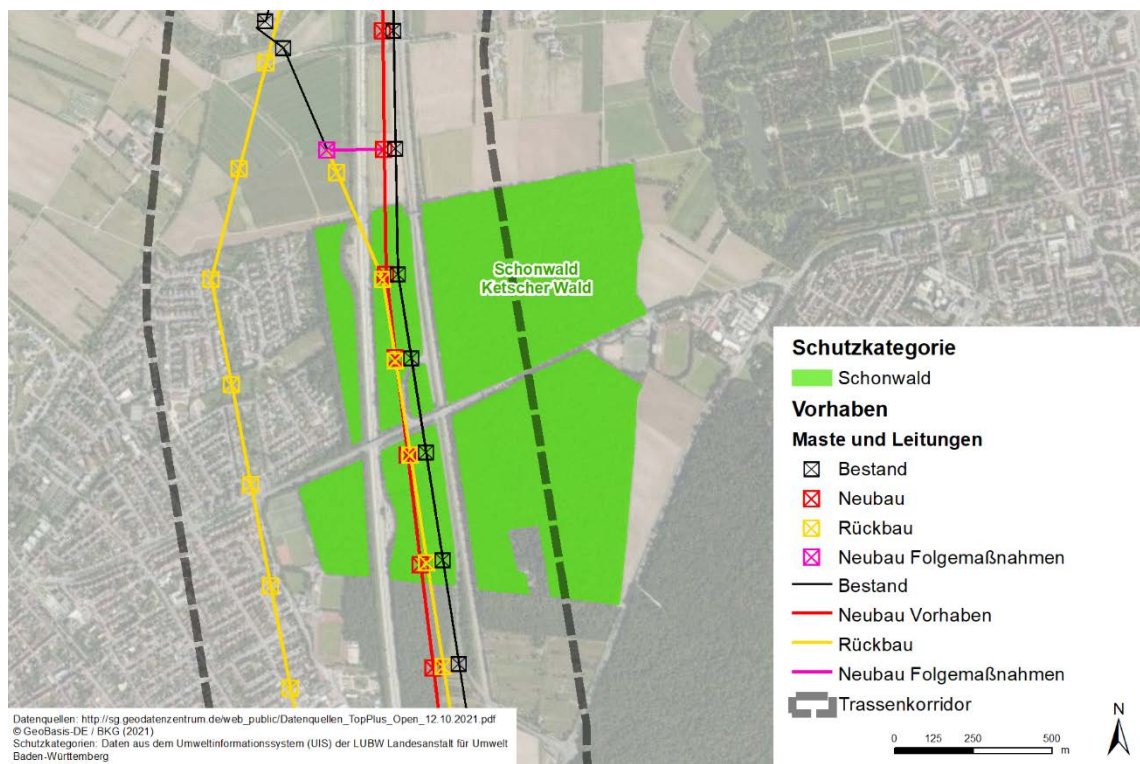 Schonwald
Ketscher Wald
Schutzkategorie
Schonwald
Vorhaben
Maste und Leitungen
Bestand
Neubau
Rückbau
Neubau Folgemaßnahmen
Bestand
Neubau Vorhaben
Rückbau
Neubau Folgemaßnahmen
Trassenkorridor
N
0 125 250 500
m
Datenquellen: http://sg.geodatenzentrum.de/web_public/Datenquellen_TopPlus_Open_12.10.2021.pdf
© GeoBasis-DE / BKG (2021)
Schutzkategorien: Daten aus dem Umweltinformationssystem (UIS) der LUBW Landesanstalt für Umwelt
Baden-Württemberg